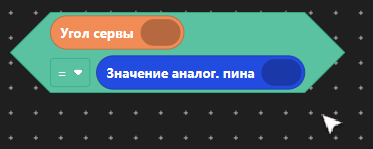 Угол сервы
= Значение аналог. пина